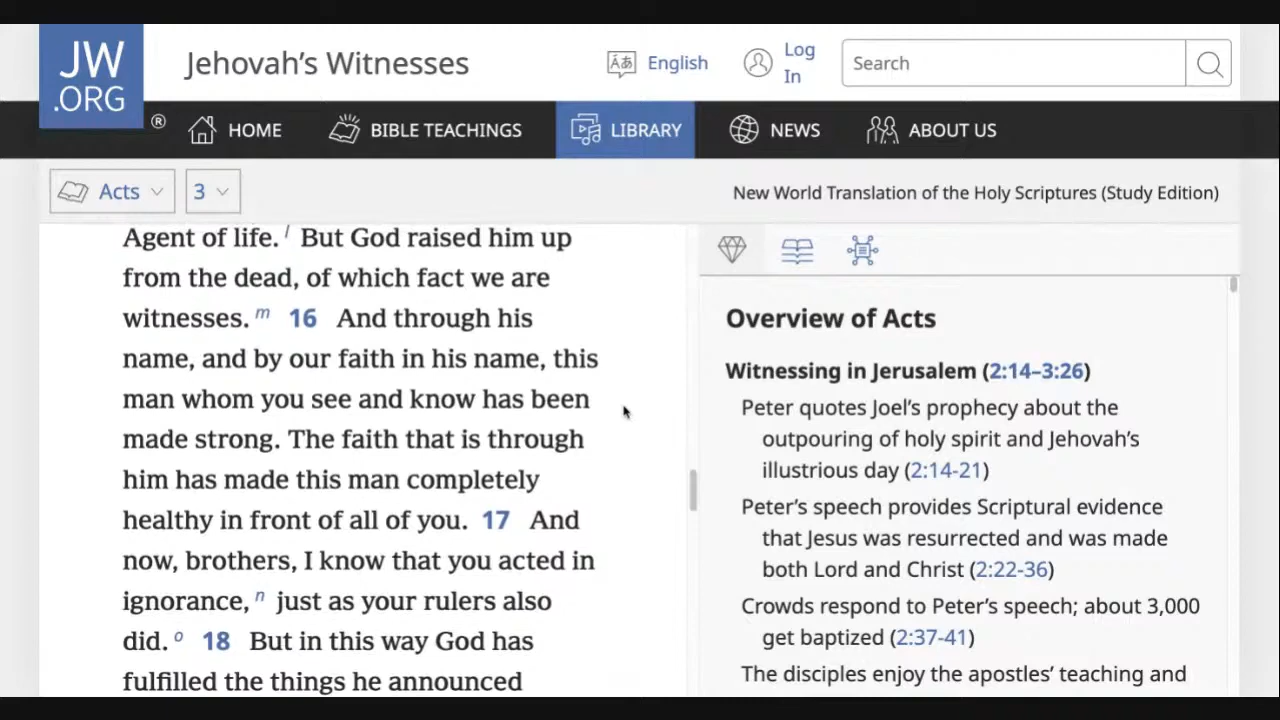 JW
.ORG
®
Jehovah's Witnesses
English
Log
In
Search
HOME
BIBLE TEACHINGS
LIBRARY
NEWS
ABOUT US
Acts
3
New World Translation of the Holy Scriptures (Study Edition)
Agent of life. l But God raised him up
from the dead, of which fact we are
witnesses. m 16 And through his
name, and by our faith in his name, this
man whom you see and know has been
made strong. The faith that is through
him has made this man completely
healthy in front of all of you. 17 And
now, brothers, I know that you acted in
ignorance, n just as your rulers also
did. o 18 But in this way God has
fulfilled the things he announced
Overview of Acts
Witnessing in Jerusalem (2:14–3:26)
Peter quotes Joel's prophecy about the
outpouring of holy spirit and Jehovah's
illustrious day (2:14-21)
Peter's speech provides Scriptural evidence
that Jesus was resurrected and was made
both Lord and Christ (2:22-36)
Crowds respond to Peter's speech; about 3,000
get baptized (2:37-41)
The disciples enjoy the apostles' teaching and